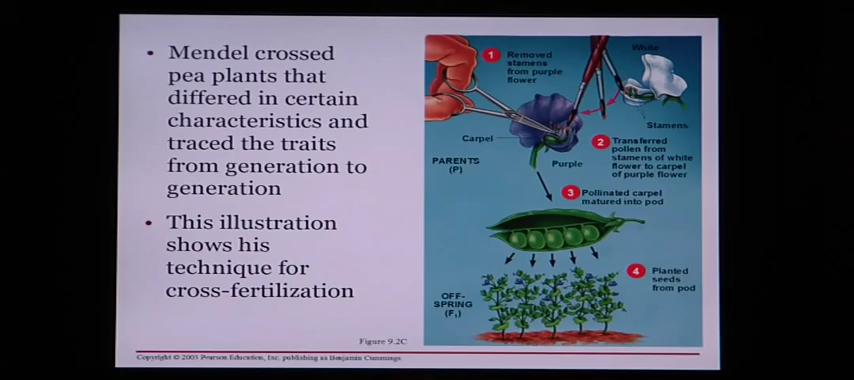 • Mendel crossed
pea plants that
differed in certain
characteristics and
traced the traits
from generation to
generation
• This illustration
shows his
technique for
cross-fertilization
1 Removed
stamens
from purple
flower
White
Stamens
Carpel
PARENTS
(P)
Purple
2 Transferred
pollen from
stamens of white
flower to carpel
of purple flower
3 Pollinated carpel
matured into pod
4 Planted
seeds
from pod
OFF-
SPRING
(F₁)
Figure 9.2C
Copyright © 2005 Pearson Education, Inc. publishing as Benjamin Cummings